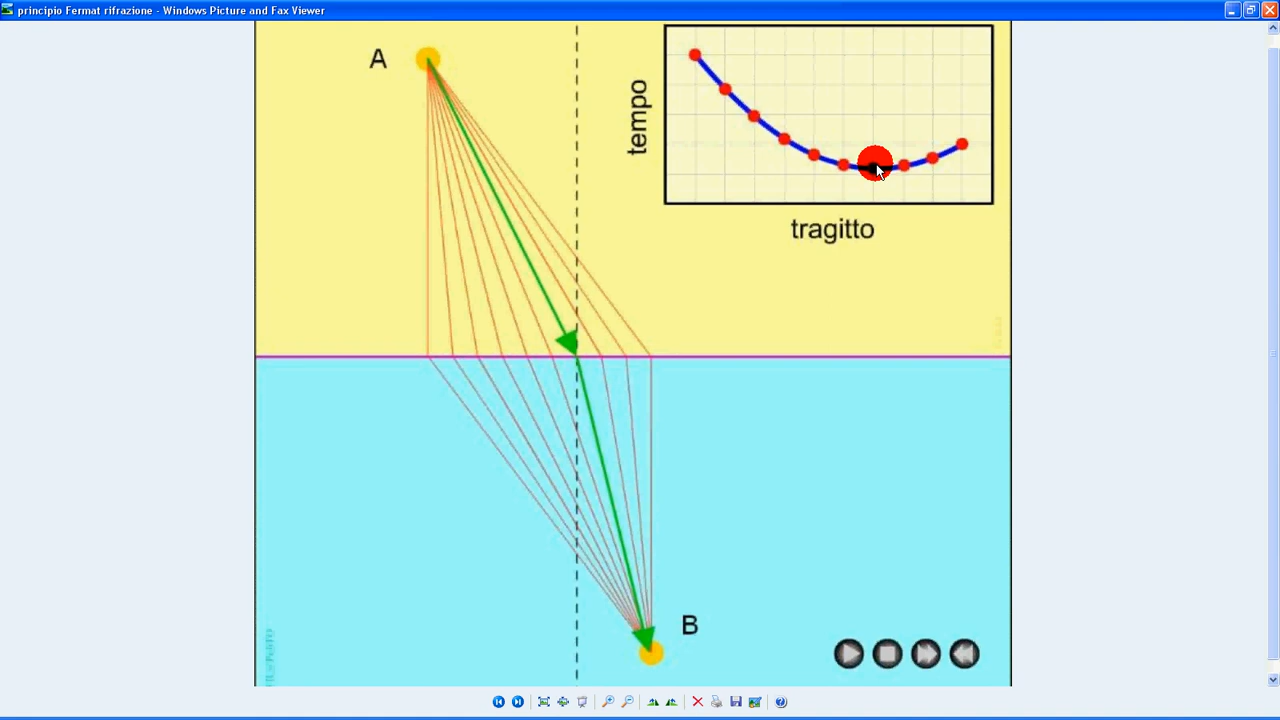 principio Fermat rifrazione - Windows Picture and Fax Viewer
A
tempo
tragitto
B